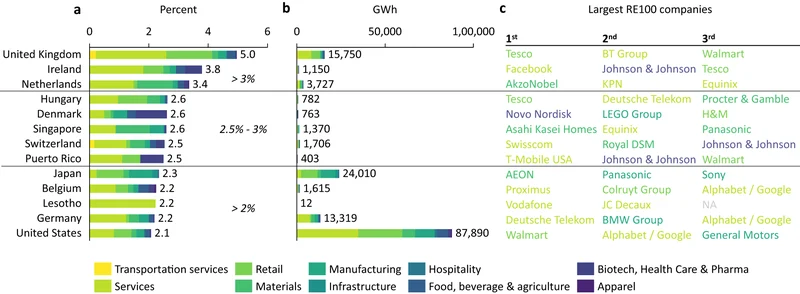 a Percent b GWh c Largest RE100 companies
0 2 4 6 0 50,000 1,00,000 1st 2nd 3rd
United Kingdom 5.0 15,750 Tesco BT Group Walmart
Ireland 3.8 1,150 Facebook Johnson & Johnson Tesco
> 3%
Netherlands 3.4 3,727 AkzoNobel KPN Equinix
Hungary 2.6 782 Tesco Deutsche Telekom Procter & Gamble
Denmark 2.6 763 Novo Nordisk LEGO Group H&M
Singapore 2.6 2.5% - 3% 1,370 Asahi Kasei Homes Equinix Panasonic
Switzerland 2.5 1,706 Swisscom Royal DSM Johnson & Johnson
Puerto Rico 2.5 403 T-Mobile USA Johnson & Johnson Walmart
Japan 2.3 24,010 AEON Panasonic Sony
Belgium 2.2 1,615 Proximus Colruyt Group Alphabet / Google
Lesotho 2.2 > 2% 12 Vodafone JC Decaux NA
Germany 2.2 13,319 Deutsche Telekom BMW Group Alphabet / Google
United States 2.1 87,890 Walmart Alphabet / Google General Motors
Transportation services Retail Manufacturing Hospitality Biotech, Health Care & Pharma
Services Materials Infrastructure Food, beverage & agriculture Apparel